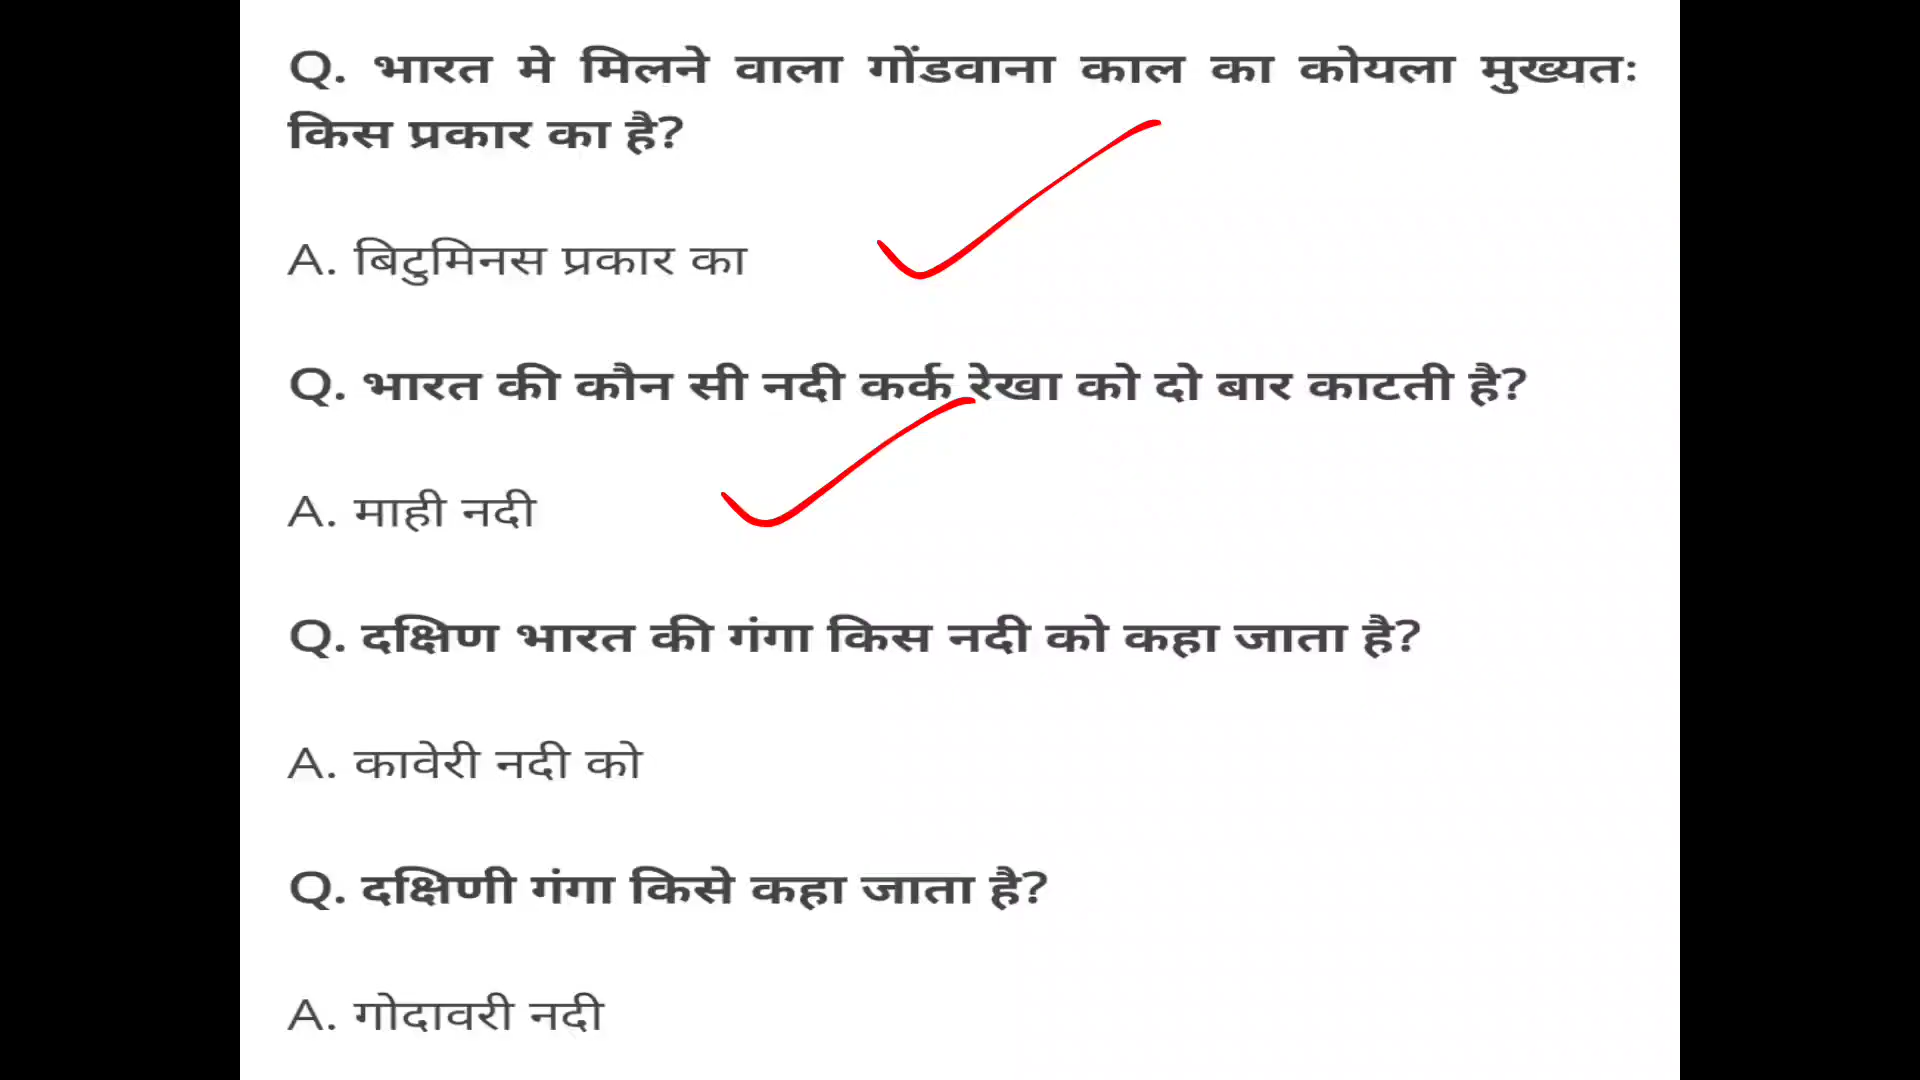 Q. भारत मे मिलने वाला गोंडवाना काल का कोयला मुख्यतः
किस प्रकार का है?
A. बिटुमिनस प्रकार का
Q. भारत की कौन सी नदी कर्क रेखा को दो बार काटती है?
A. माही नदी
Q. दक्षिण भारत की गंगा किस नदी को कहा जाता है?
A. कावेरी नदी को
Q. दक्षिणी गंगा किसे कहा जाता है?
A. गोदावरी नदी